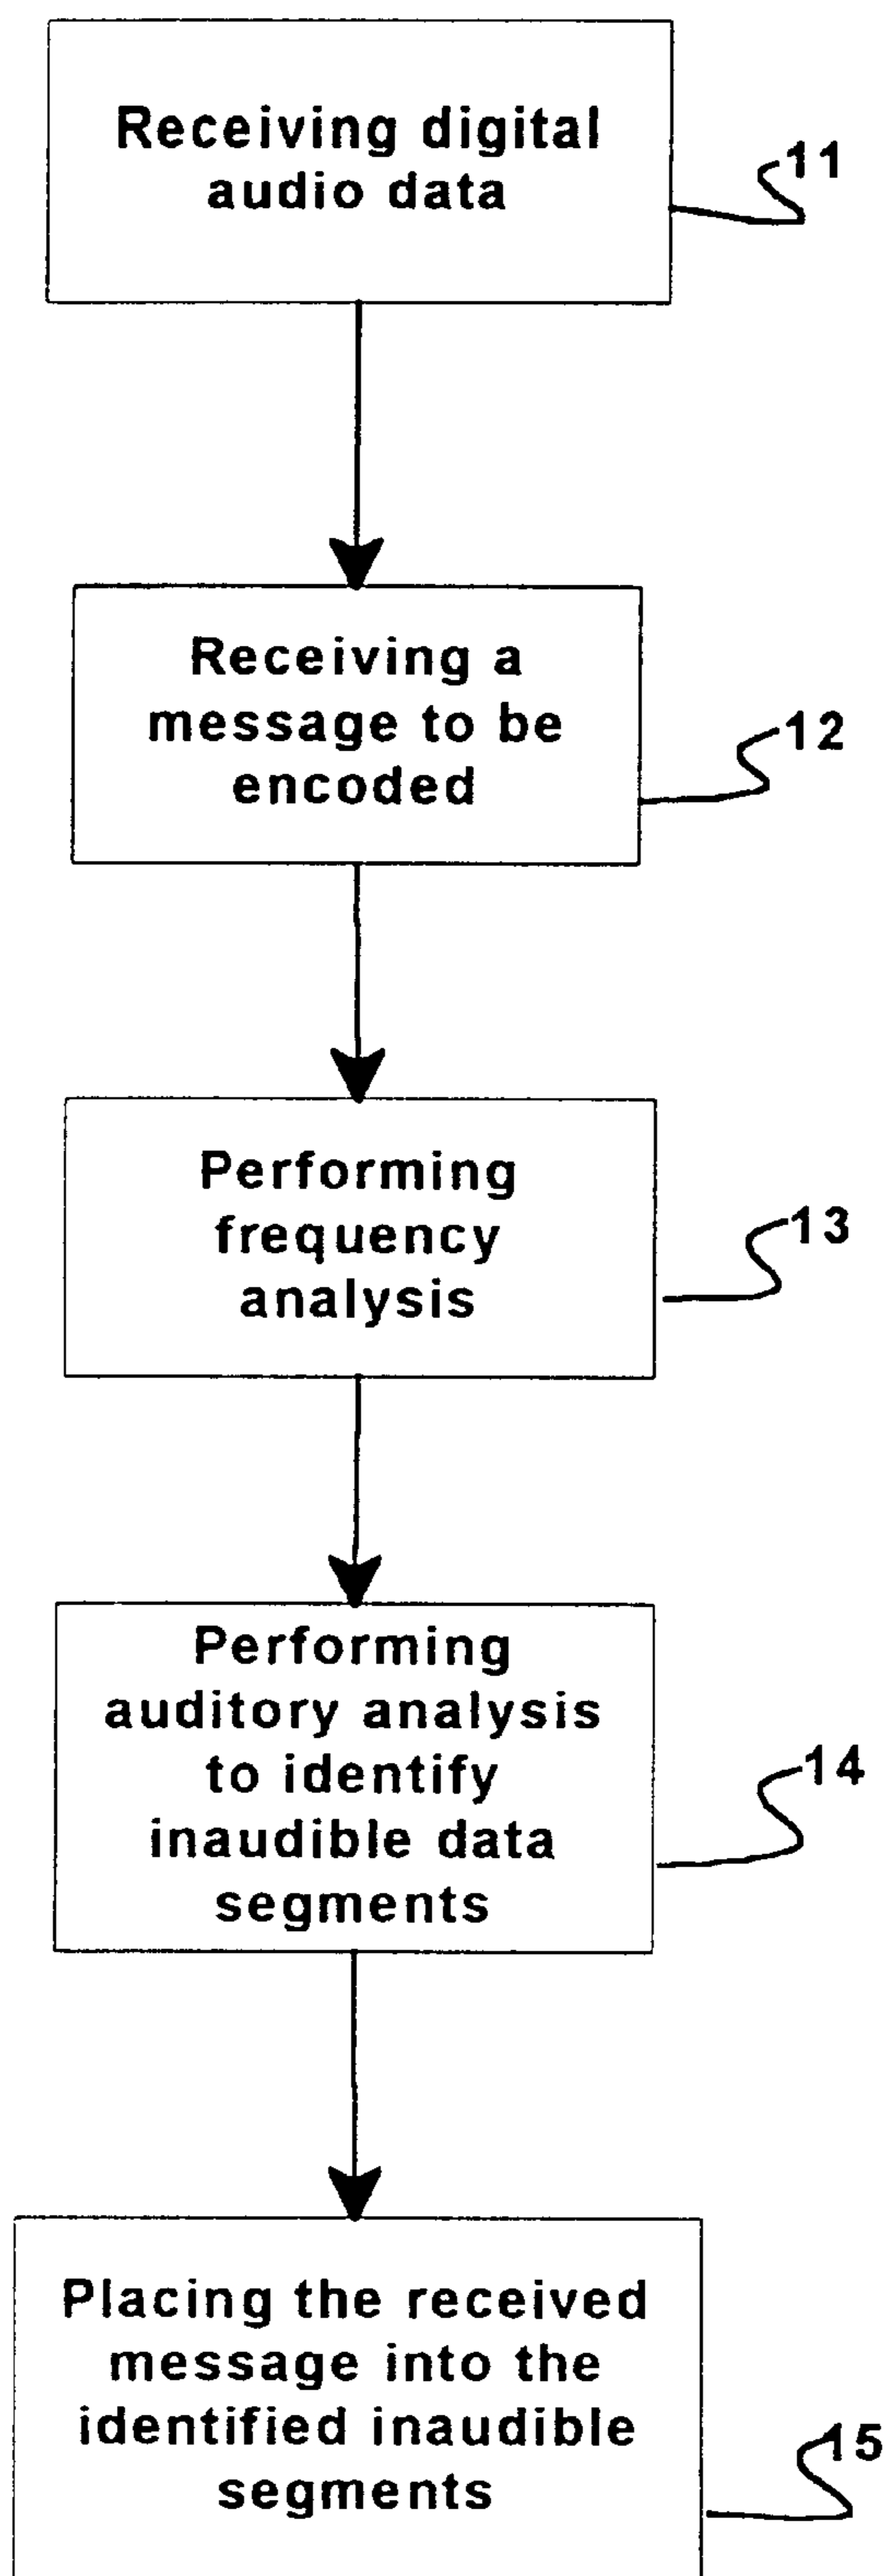 Receiving digital
audio data
11
Receiving a
message to be
encoded
12
Performing
frequency
analysis
13
Performing
auditory analysis
to identify
inaudible data
segments
14
Placing the received
message into the
identified inaudible
segments
15